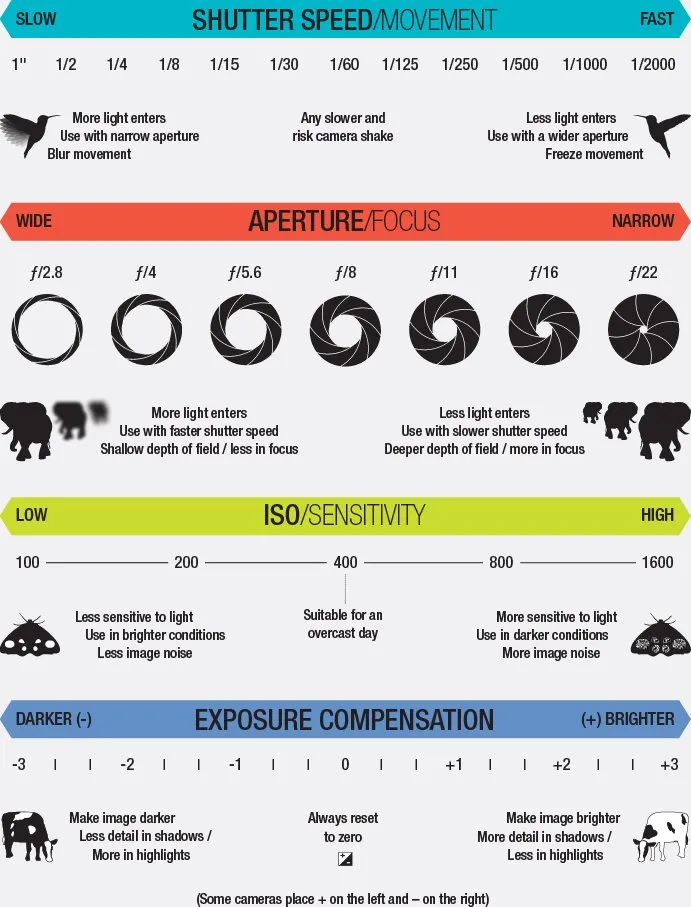 SLOW SHUTTER SPEED/MOVEMENT FAST
1" 1/2 1/4 1/8 1/15 1/30 1/60 1/125 1/250 1/500 1/1000 1/2000
More light enters
Use with narrow aperture
Blur movement
Any slower and
risk camera shake
Less light enters
Use with a wider aperture
Freeze movement
WIDE APERTURE/FOCUS NARROW
ƒ/2.8 ƒ/4 ƒ/5.6 ƒ/8 ƒ/11 ƒ/16 ƒ/22
More light enters
Use with faster shutter speed
Shallow depth of field / less in focus
Less light enters
Use with slower shutter speed
Deeper depth of field / more in focus
LOW ISO/SENSITIVITY HIGH
100 200 400 800 1600
Less sensitive to light
Use in brighter conditions
Less image noise
Suitable for an
overcast day
More sensitive to light
Use in darker conditions
More image noise
DARKER (-) EXPOSURE COMPENSATION (+) BRIGHTER
-3 -2 -1 0 +1 +2 +3
Make image darker
Less detail in shadows /
More in highlights
Always reset
to zero
Make image brighter
More detail in shadows /
Less in highlights
(Some cameras place + on the left and – on the right)